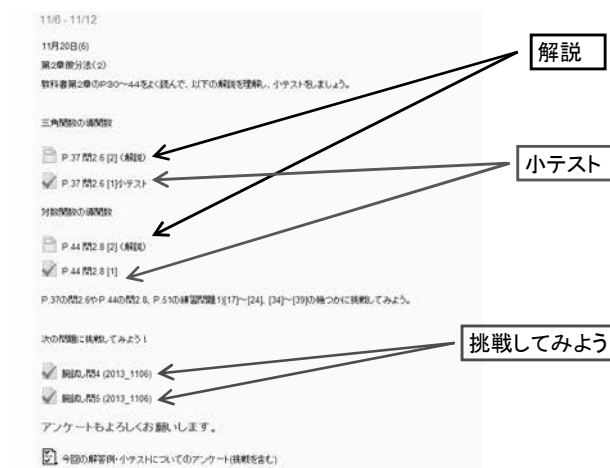 11/6 - 11/12
11月20日(6)
第2章微分法(2)
教科書第2章のP30～44をよく読んで、以下の解説を理解し、小テストをしましょう。
解説
三角関数の導関数
P.37 問2.6 [2] (解説)
P.37 問2.6 [1]小テスト
小テスト
対数関数の導関数
P.44 問2.8 [2] (解説)
P.44 問2.8 [1]
P.37の問2.6やP.44の問2.8、P.51の練習問題1[17]～[24]、[34]～[39]の幾つかに挑戦してみよう。
次の問題に挑戦してみよう！
挑戦してみよう
腕試し問4 (2013_1106)
腕試し問5 (2013_1106)
アンケートもよろしくお願いします。
今回の解答例・小テストについてのアンケート(挑戦を含む)